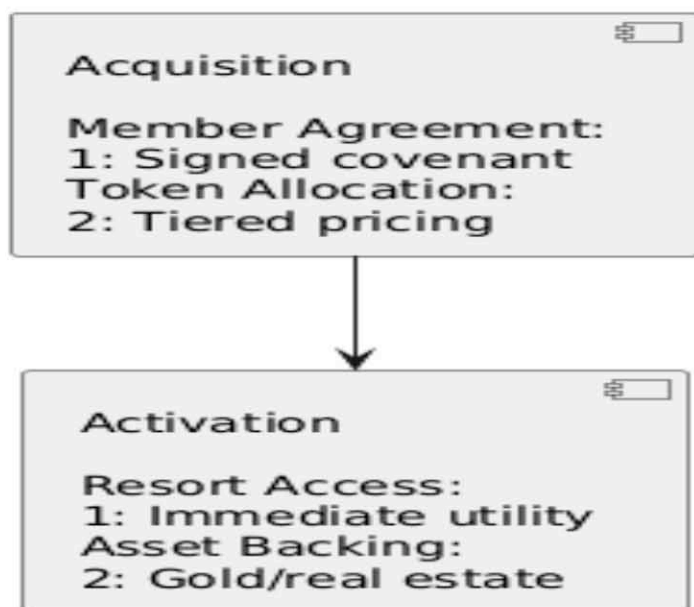 Acquisition
Member Agreement:
1: Signed covenant
Token Allocation:
2: Tiered pricing
Activation
Resort Access:
1: Immediate utility
Asset Backing:
2: Gold/real estate